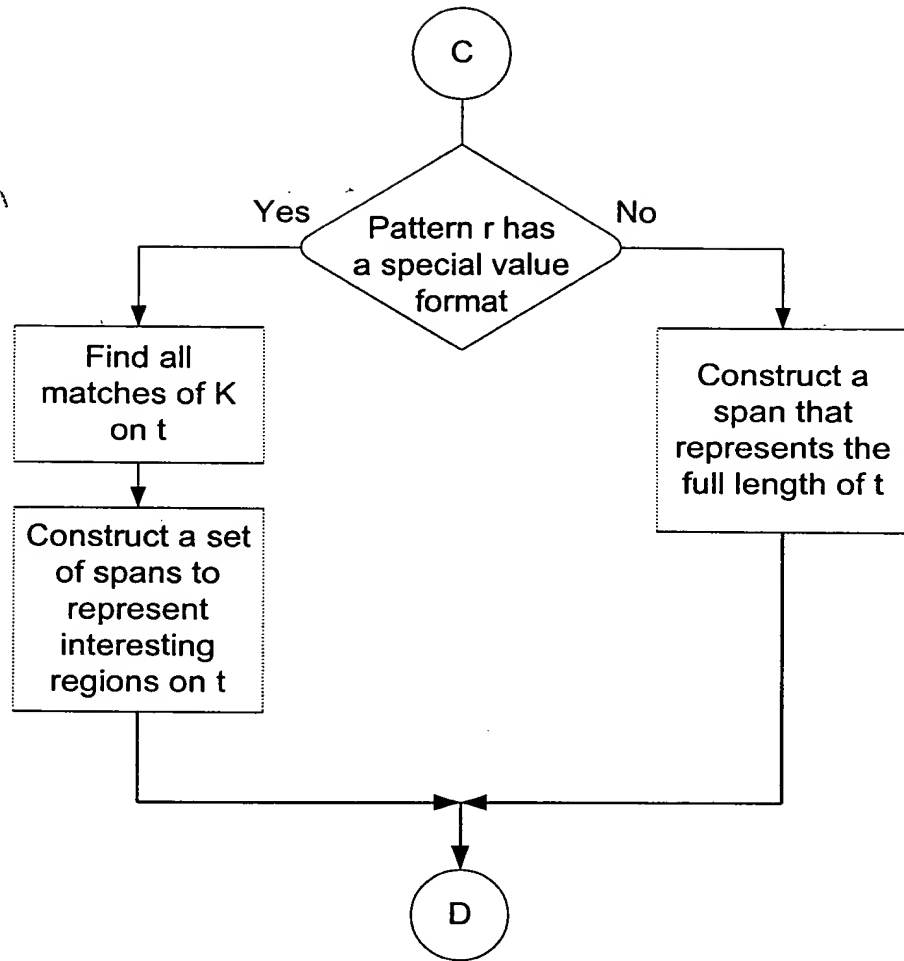 C
Yes
No
Pattern r has
a special value
format
Find all
matches of K
on t
Construct a
span that
represents the
full length of t
Construct a set
of spans to
represent
interesting
regions on t
D